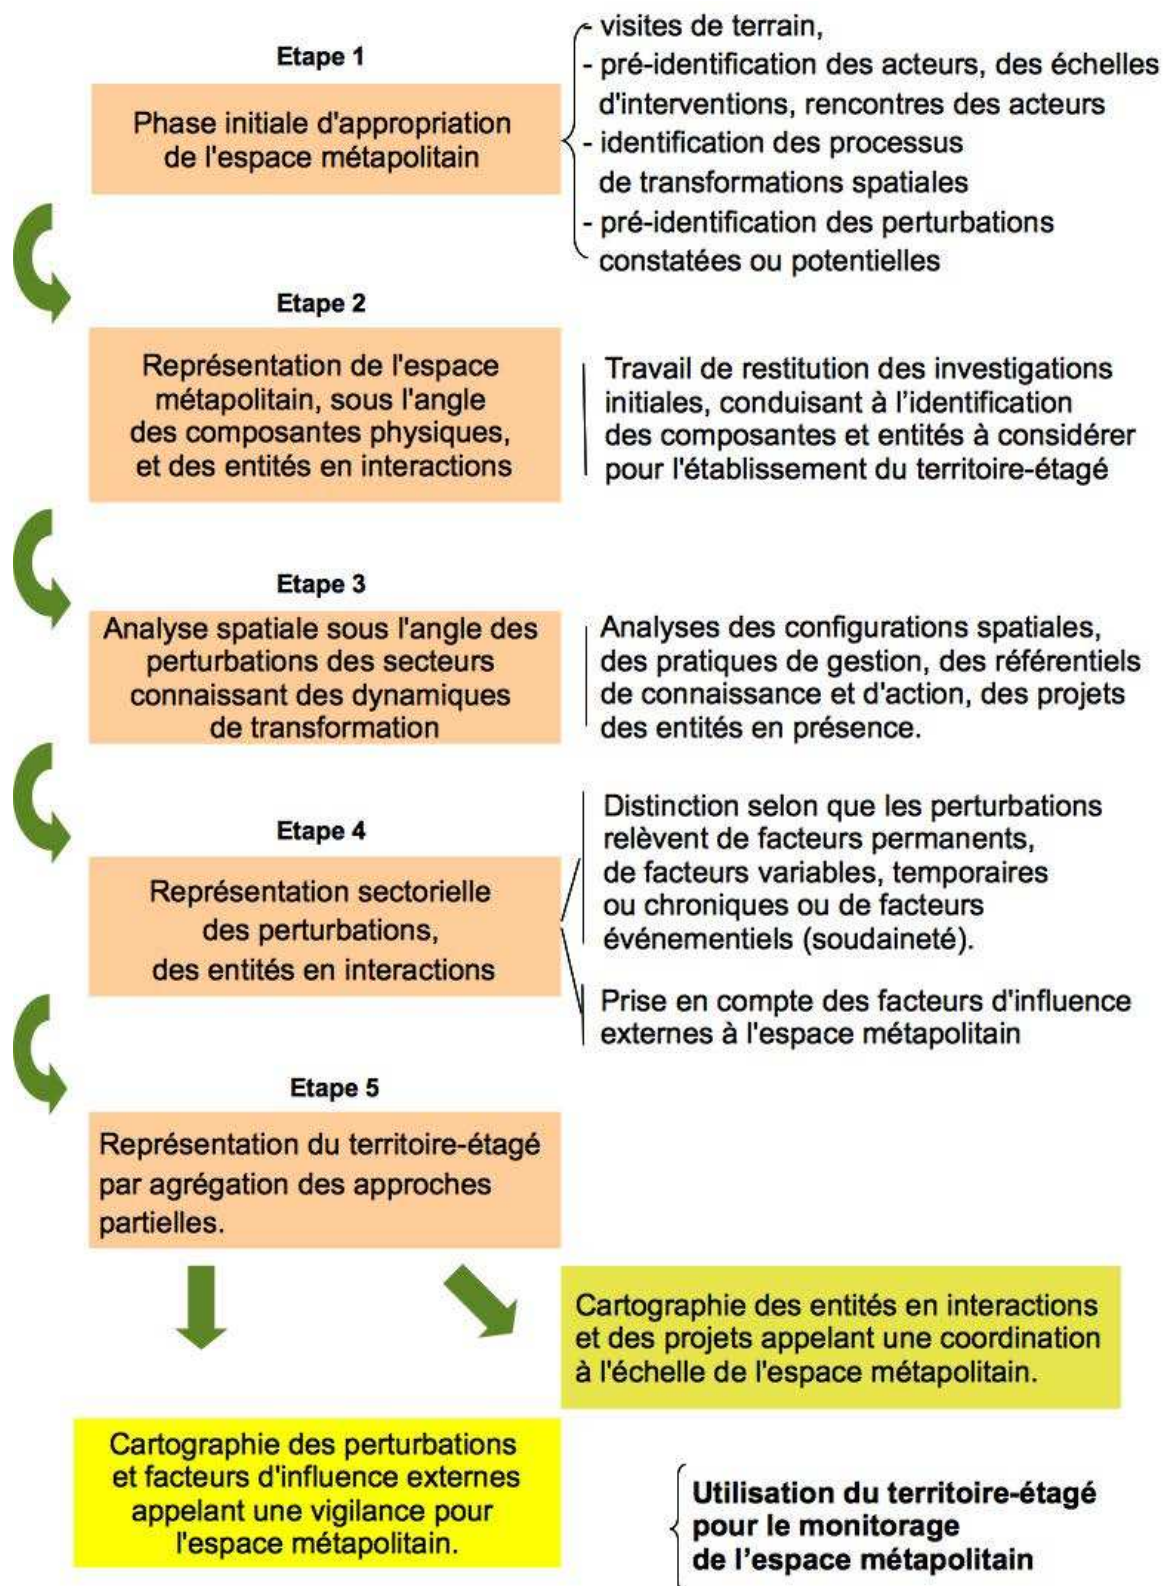 Etape 1
Phase initiale d'appropriation
de l'espace métapolitain
- visites de terrain,
- pré-identification des acteurs, des échelles
d'interventions, rencontres des acteurs
- identification des processus
de transformations spatiales
- pré-identification des perturbations
constatées ou potentielles
Etape 2
Représentation de l'espace
métapolitain, sous l'angle
des composantes physiques,
et des entités en interactions
Travail de restitution des investigations
initiales, conduisant à l’identification
des composantes et entités à considérer
pour l'établissement du territoire-étagé
Etape 3
Analyse spatiale sous l'angle des
perturbations des secteurs
connaissant des dynamiques
de transformation
Analyses des configurations spatiales,
des pratiques de gestion, des référentiels
de connaissance et d'action, des projets
des entités en présence.
Etape 4
Représentation sectorielle
des perturbations,
des entités en interactions
Distinction selon que les perturbations
relèvent de facteurs permanents,
de facteurs variables, temporaires
ou chroniques ou de facteurs
événementiels (soudaineté).
Prise en compte des facteurs d'influence
externes à l'espace métapolitain
Etape 5
Représentation du territoire-étagé
par agrégation des approches
partielles.
Cartographie des entités en interactions
et des projets appelant une coordination
à l'échelle de l'espace métapolitain.
Cartographie des perturbations
et facteurs d'influence externes
appelant une vigilance pour
l'espace métapolitain.
Utilisation du territoire-étagé
pour le monitorage
de l’espace métapolitain